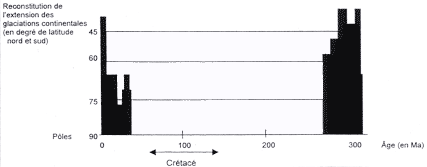 Reconstitution de
l'extension des
glaciations continentales
(en degré de latitude
nord et sud)
45
60
75
Pôles 90
0 100 200 300 Âge (en Ma)
Crétacé